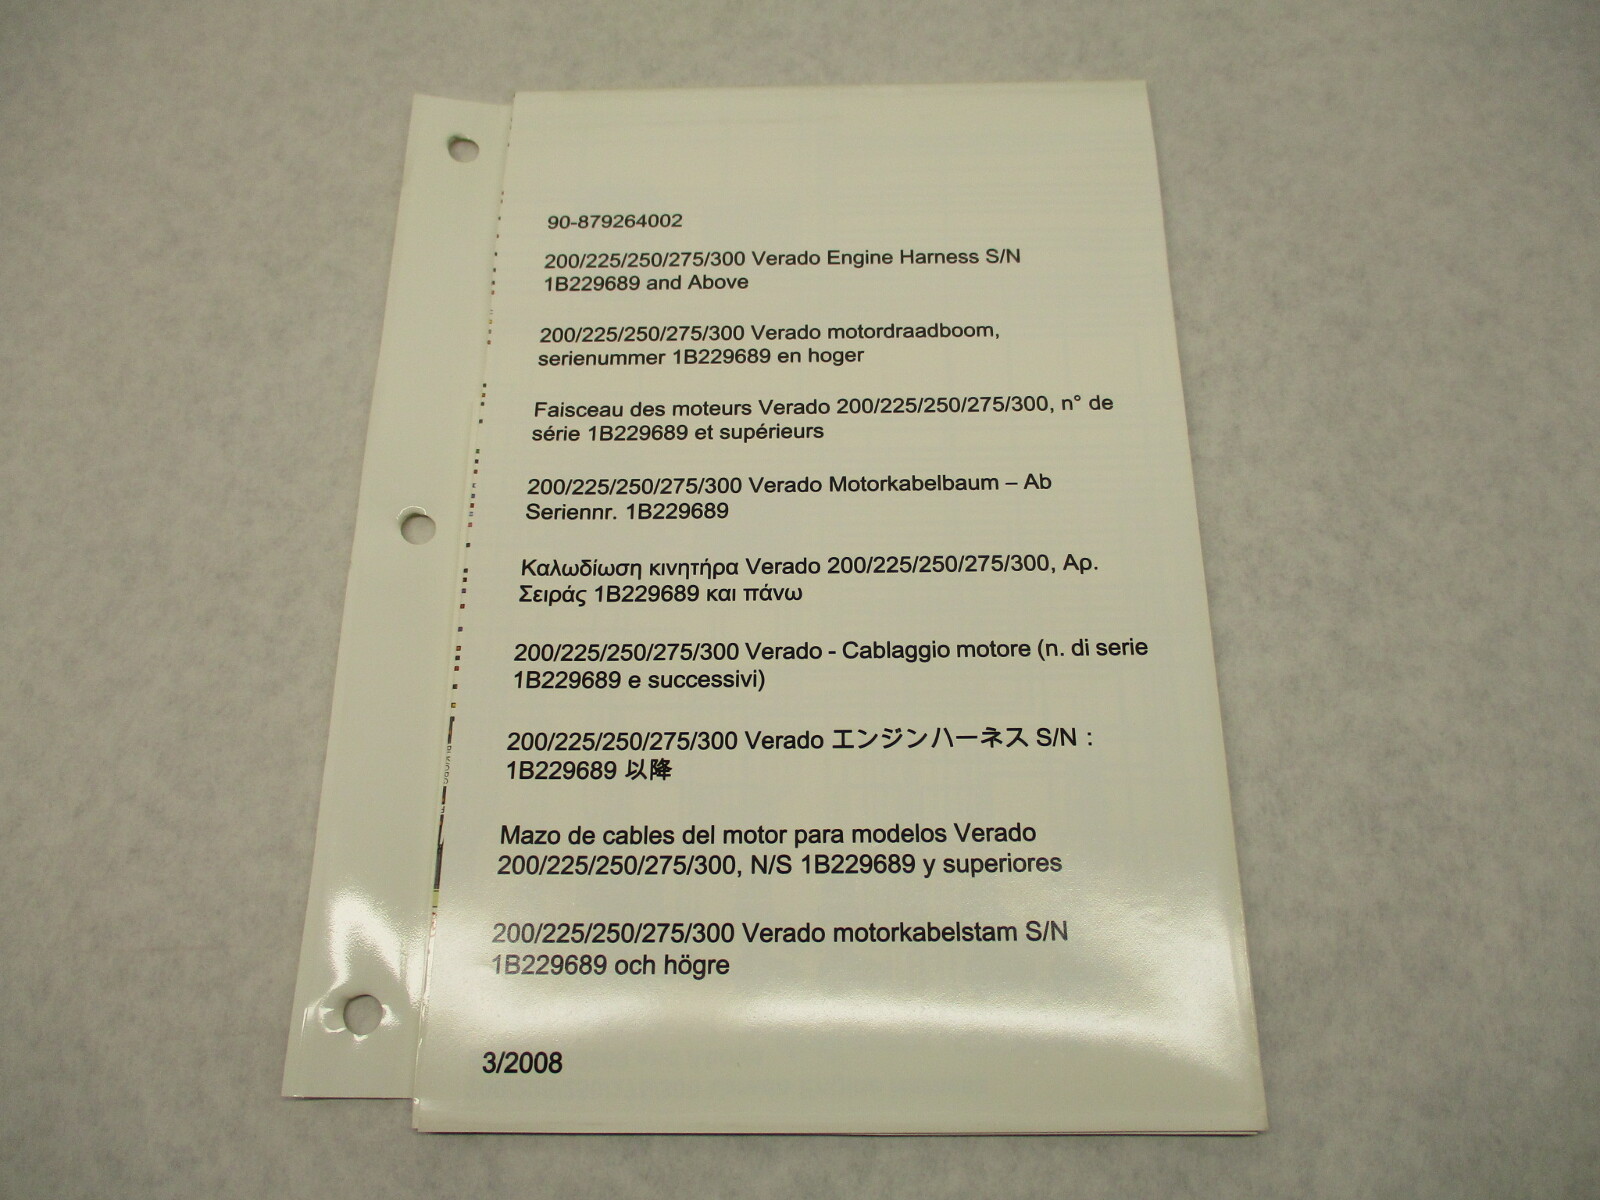 90-879264002
200/225/250/275/300 Verado Engine Harness S/N
1B229689 and Above
200/225/250/275/300 Verado motordraadboom,
serienummer 1B229689 en hoger
Faisceau des moteurs Verado 200/225/250/275/300, n° de
série 1B229689 et supérieurs
200/225/250/275/300 Verado Motorkabelbaum – Ab
Seriennr. 1B229689
Καλωδίωση κινητήρα Verado 200/225/250/275/300, Αρ.
Σειράς 1B229689 και πάνω
200/225/250/275/300 Verado - Cablaggio motore (n. di serie
1B229689 e successivi)
200/225/250/275/300 Verado エンジンハーネス S/N：
1B229689 以降
Mazo de cables del motor para modelos Verado
200/225/250/275/300, N/S 1B229689 y superiores
200/225/250/275/300 Verado motorkabelstam S/N
1B229689 och högre
3/2008